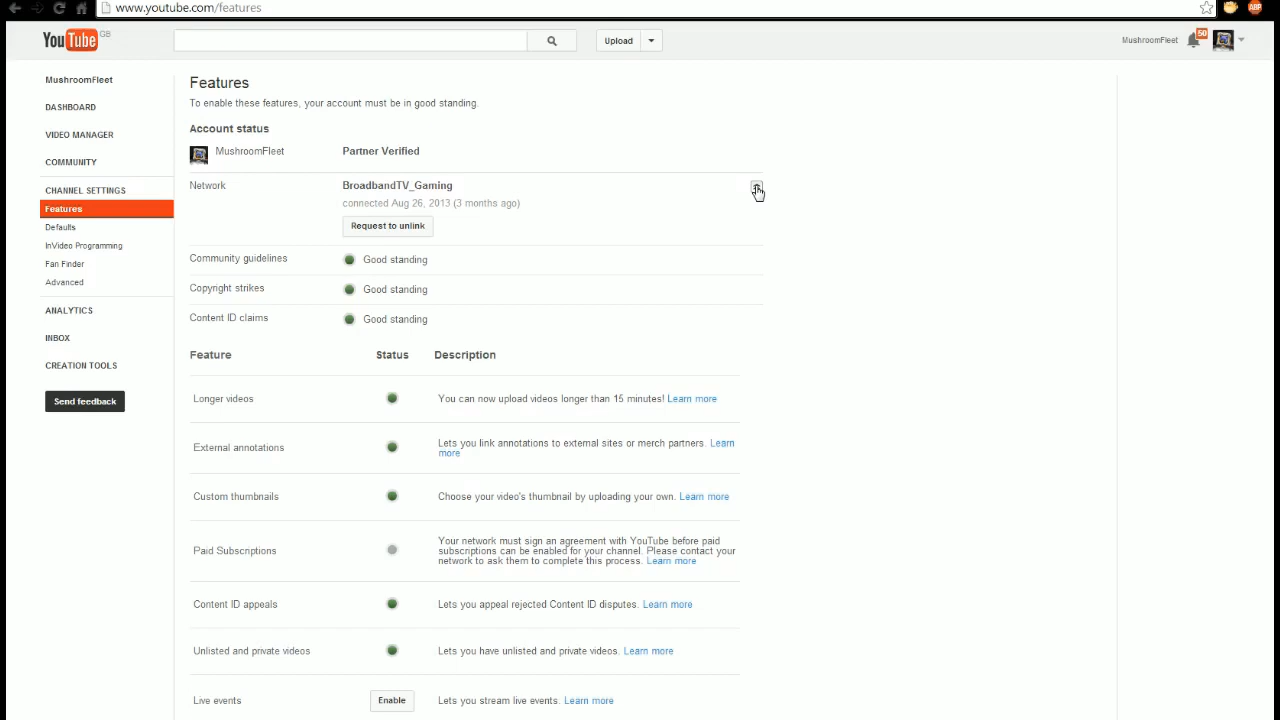 www.youtube.com/features
ABP
YouTube GB
Upload
MushroomFleet
50
MushroomFleet
DASHBOARD
VIDEO MANAGER
COMMUNITY
CHANNEL SETTINGS
Features
Defaults
InVideo Programming
Fan Finder
Advanced
ANALYTICS
INBOX
CREATION TOOLS
Send feedback
Features
To enable these features, your account must be in good standing.
Account status
MushroomFleet Partner Verified
Network BroadbandTV_Gaming
connected Aug 26, 2013 (3 months ago)
Request to unlink
Community guidelines Good standing
Copyright strikes Good standing
Content ID claims Good standing
Feature Status Description
Longer videos You can now upload videos longer than 15 minutes! Learn more
External annotations Lets you link annotations to external sites or merch partners. Learn
more
Custom thumbnails Choose your video's thumbnail by uploading your own. Learn more
Paid Subscriptions Your network must sign an agreement with YouTube before paid
subscriptions can be enabled for your channel. Please contact your
network to ask them to complete this process. Learn more
Content ID appeals Lets you appeal rejected Content ID disputes. Learn more
Unlisted and private videos Lets you have unlisted and private videos. Learn more
Live events Enable Lets you stream live events. Learn more